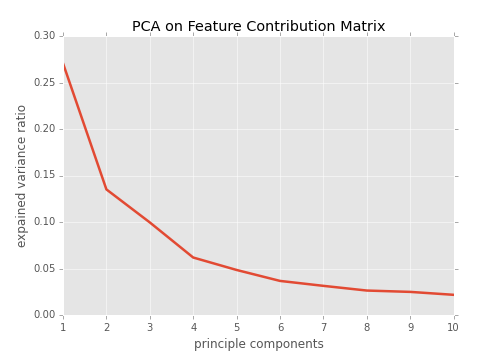 PCA on Feature Contribution Matrix
0.30
0.25
0.20
0.15
0.10
0.05
0.00
expained variance ratio
1 2 3 4 5 6 7 8 9 10
principle components